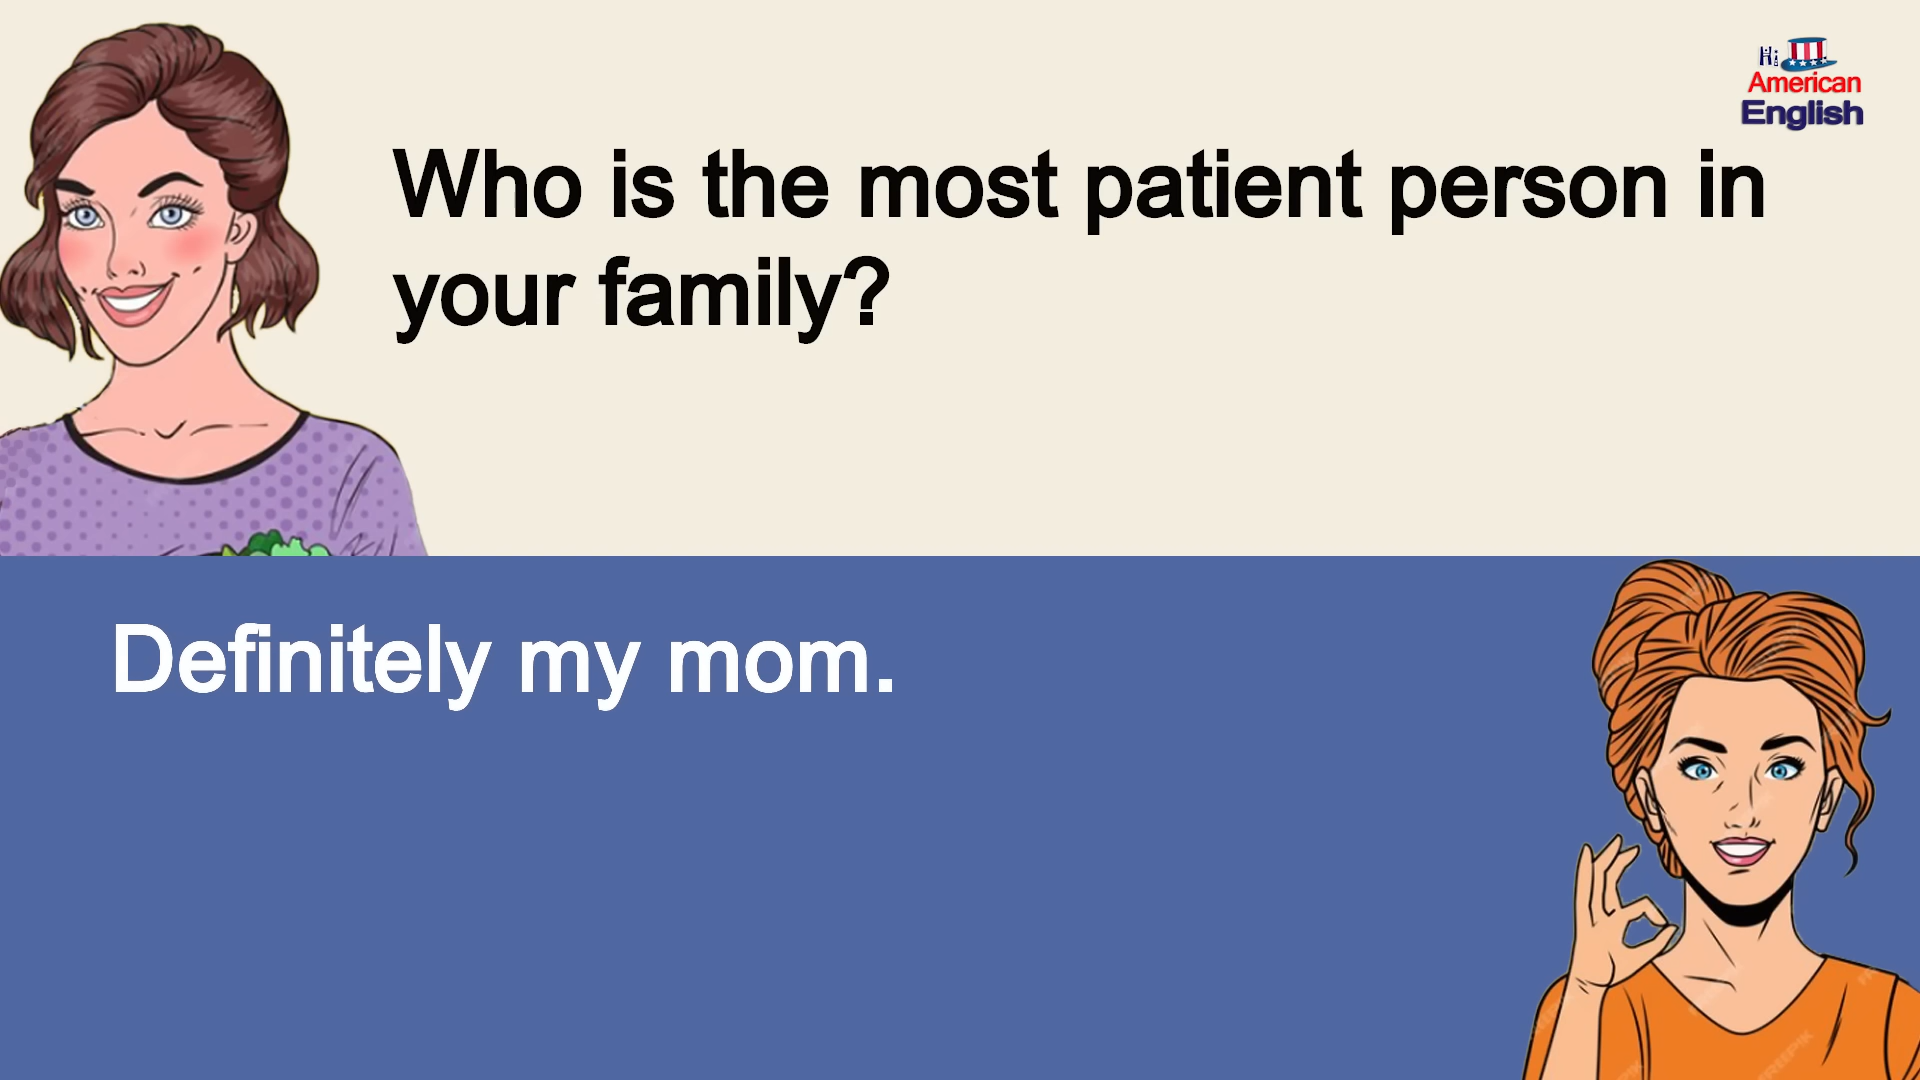 Hi
American
English
Who is the most patient person in
your family?
Definitely my mom.